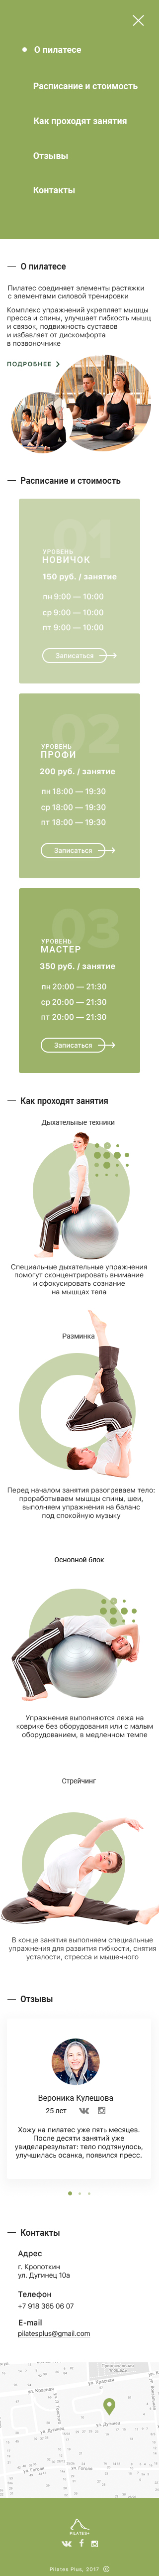 О пилатесе
Расписание и стоимость
Как проходят занятия
Отзывы
Контакты
О пилатесе
Пилатес соединяет элементы растяжки
с элементами силовой тренировки
Комплекс упражнений укрепляет мышцы
пресса и спины, улучшает гибкость мышц
и связок, подвижность суставов
и избавляет от дискомфорта
в позвоночнике
ПОДРОБНЕЕ
Расписание и стоимость
01
УРОВЕНЬ
НОВИЧОК
150 руб. / занятие
пн 9:00 — 10:00
ср 9:00 — 10:00
пт 9:00 — 10:00
Записаться
02
УРОВЕНЬ
ПРОФИ
200 руб. / занятие
пн 18:00 — 19:30
ср 18:00 — 19:30
пт 18:00 — 19:30
Записаться
03
УРОВЕНЬ
МАСТЕР
350 руб. / занятие
пн 20:00 — 21:30
ср 20:00 — 21:30
пт 20:00 — 21:30
Записаться
Как проходят занятия
Дыхательные техники
Специальные дыхательные упражнения
помогут сконцентрировать внимание
и сфокусировать сознание
на мышцах тела
Разминка
Перед началом занятия разогреваем тело:
прорабатываем мышцы спины, шеи,
выполняем упражнения на баланс
под спокойную музыку
Основной блок
Упражнения выполняются лежа на
коврике без оборудования или с малым
оборудованием, в медленном темпе
Стрейчинг
В конце занятия выполняем специальные
упражнения для развития гибкости, снятия
усталости, стресса и мышечного
Отзывы
Вероника Кулешова
25 лет
Хожу на пилатес уже пять месяцев.
После десяти занятий уже
увиделарезультат: тело подтянулось,
улучшилась осанка, появился пресс.
Контакты
Адрес
г. Кропоткин
ул. Дугинец 10а
Телефон
+7 918 365 06 07
E-mail
pilatesplus@gmail.com
ул. Красная
ул. Красная
PILATES+
Pilates Plus, 2017